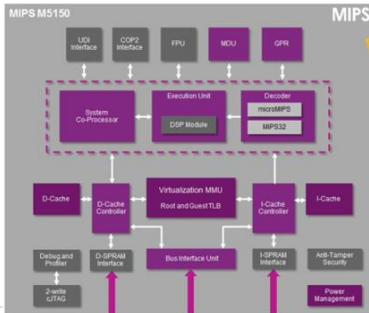 MIPS M5150
MIPS
UDI
Interface
COP2
Interface
FPU
MDU
GPR
System
Co-Processor
Execution Unit
DSP Module
Decoder
microMIPS
MIPS32
D-Cache
D-Cache
Controller
Virtualization MMU
Root and Guest TLB
I-Cache
Controller
I-Cache
Debug and
Profiler
D-SPRAM
Interface
Bus Interface Unit
I-SPRAM
Interface
Anti-Tamper
Security
2-write
cJTAG
Power
Management